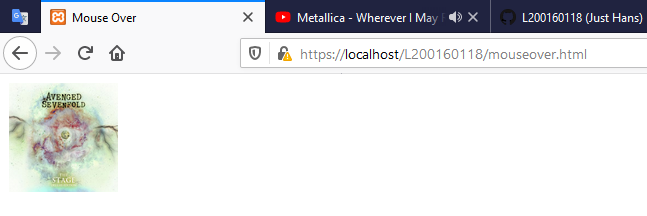 Mouse Over
Metallica - Wherever I May
L200160118 (Just Hans)
https://localhost/L200160118/mouseover.html
AVENGED
SEVENFOLD
STAGE